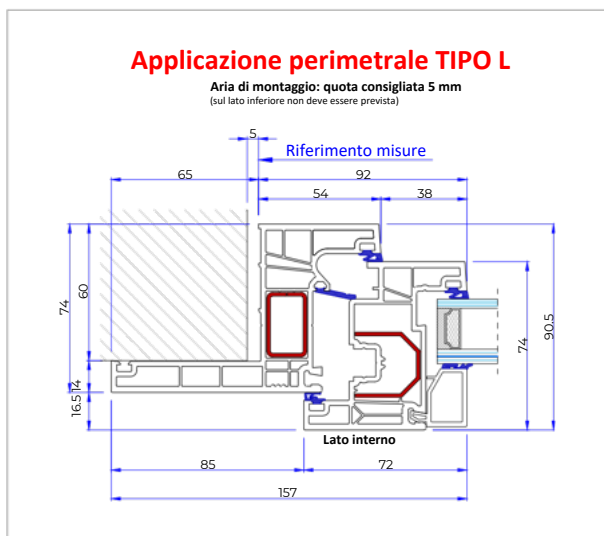 Applicazione perimetrale TIPO L
Aria di montaggio: quota consigliata 5 mm
(sul lato inferiore non deve essere prevista)
5
Riferimento misure
65
92
54
38
74
60
14
16.5
74
90.5
Lato interno
85
72
157